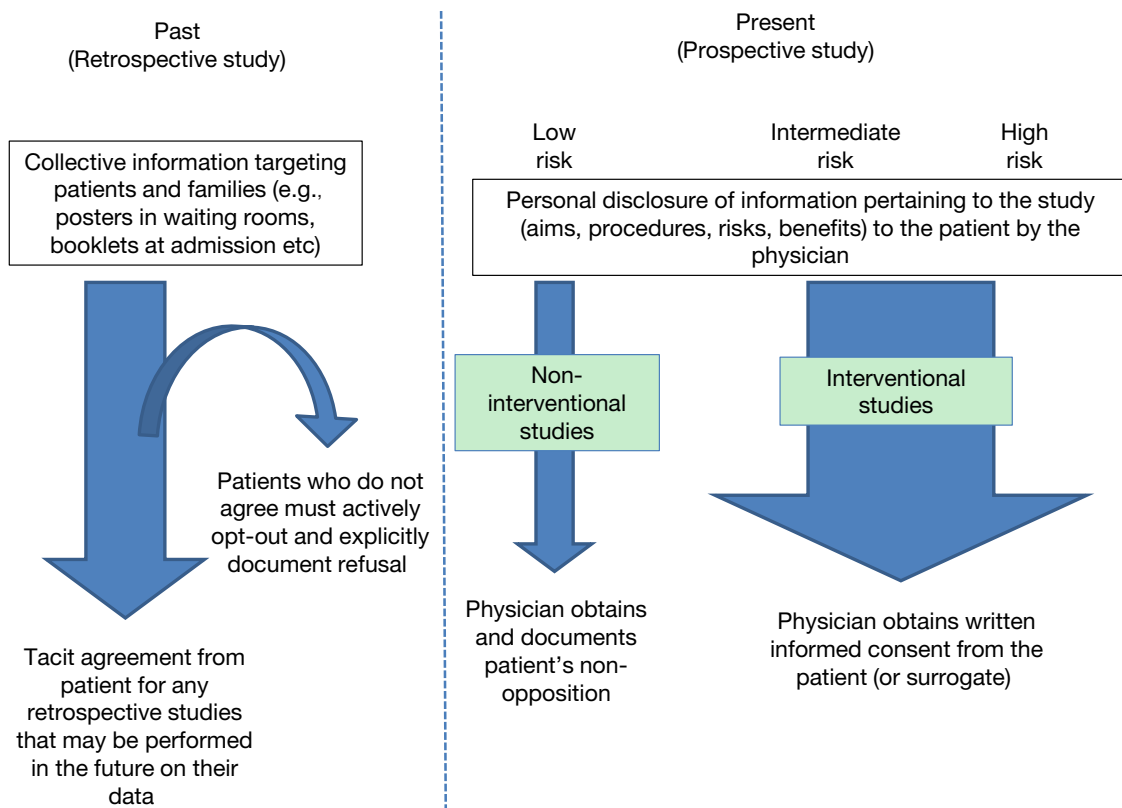 Past
(Retrospective study)
Collective information targeting
patients and families (e.g.,
posters in waiting rooms,
booklets at admission etc)
Patients who do not
agree must actively
opt-out and explicitly
document refusal
Tacit agreement from
patient for any
retrospective studies
that may be performed
in the future on their
data
Present
(Prospective study)
Low
risk
Intermediate
risk
High
risk
Personal disclosure of information pertaining to the study
(aims, procedures, risks, benefits) to the patient by the
physician
Non-
interventional
studies
Interventional
studies
Physician obtains
and documents
patient’s non-
opposition
Physician obtains written
informed consent from the
patient (or surrogate)